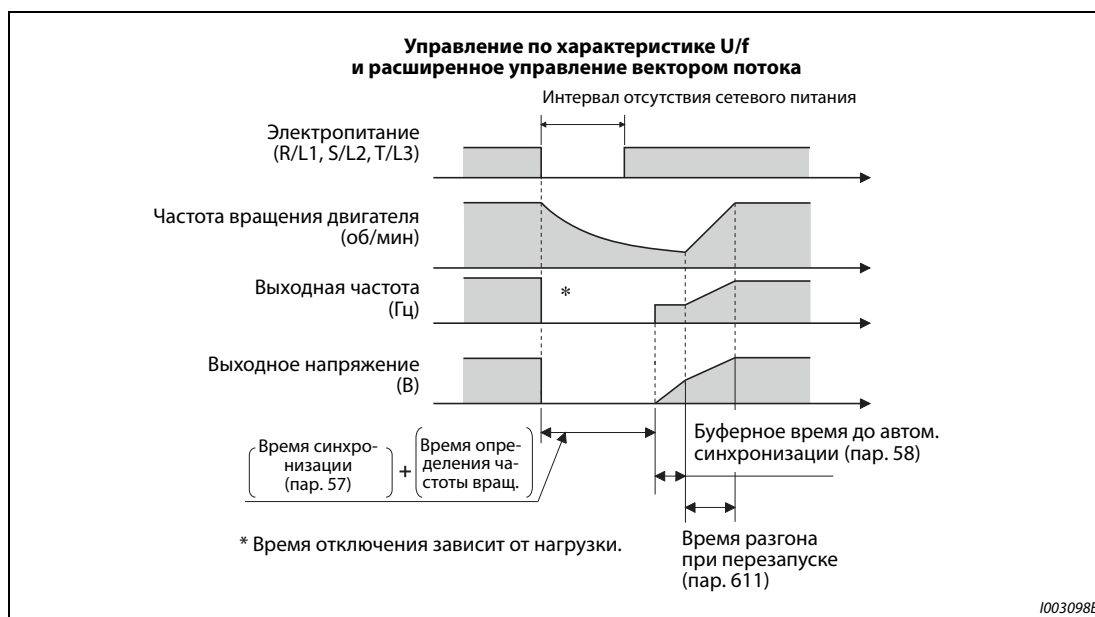 Управление по характеристике U/f
и расширенное управление вектором потока
Интервал отсутствия сетевого питания
Электропитание
(R/L1, S/L2, T/L3)
Частота вращения двигателя
(об/мин)
Выходная частота
(Гц)
*
Выходное напряжение
(В)
Время синхро-
низации
(пар. 57)
+
Время опре-
деления ча-
стоты вращ.
Буферное время до автом.
синхронизации (пар. 58)
* Время отключения зависит от нагрузки.
Время разгона
при перезапуске
(пар. 611)
I003098E